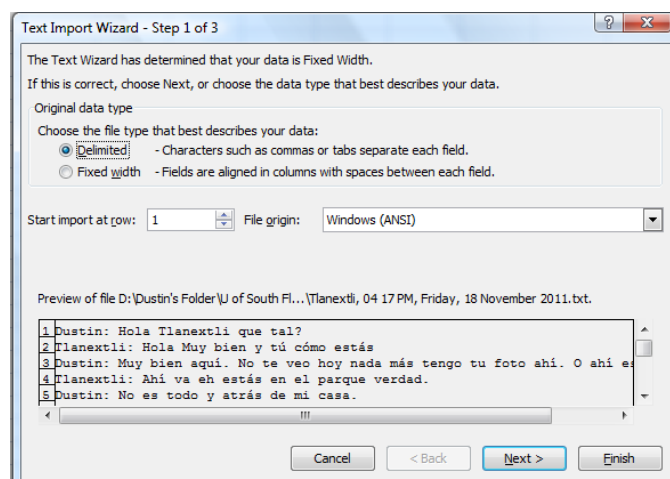 Text Import Wizard - Step 1 of 3
The Text Wizard has determined that your data is Fixed Width.
If this is correct, choose Next, or choose the data type that best describes your data.
Original data type
Choose the file type that best describes your data:
Delimited - Characters such as commas or tabs separate each field.
Fixed width - Fields are aligned in columns with spaces between each field.
Start import at row: 1 File origin: Windows (ANSI)
Preview of file D:\Dustin's Folder\U of South Fl...\Tlanextli, 04 17 PM, Friday, 18 November 2011.txt.
1 Dustin: Hola Tlanextli que tal?
2 Tlanextli: Hola Muy bien y tú cómo estás
3 Dustin: Muy bien aquí. No te veo hoy nada más tengo tu foto ahí. O ahí es
4 Tlanextli: Ahí va eh estás en el parque verdad.
5 Dustin: No es todo y atrás de mi casa.
Cancel < Back Next > Finish